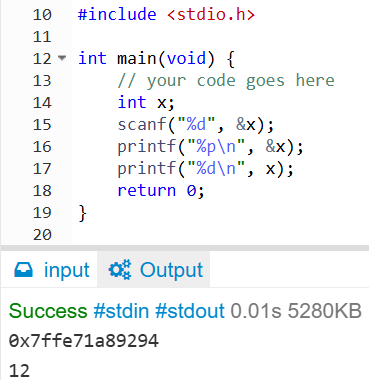 10 #include <stdio.h>
11
12 int main(void) {
13 // your code goes here
14 int x;
15 scanf("%d", &x);
16 printf("%p\n", &x);
17 printf("%d\n", x);
18 return 0;
19 }
20
input Output
Success #stdin #stdout 0.01s 5280KB
0x7ffe71a89294
12